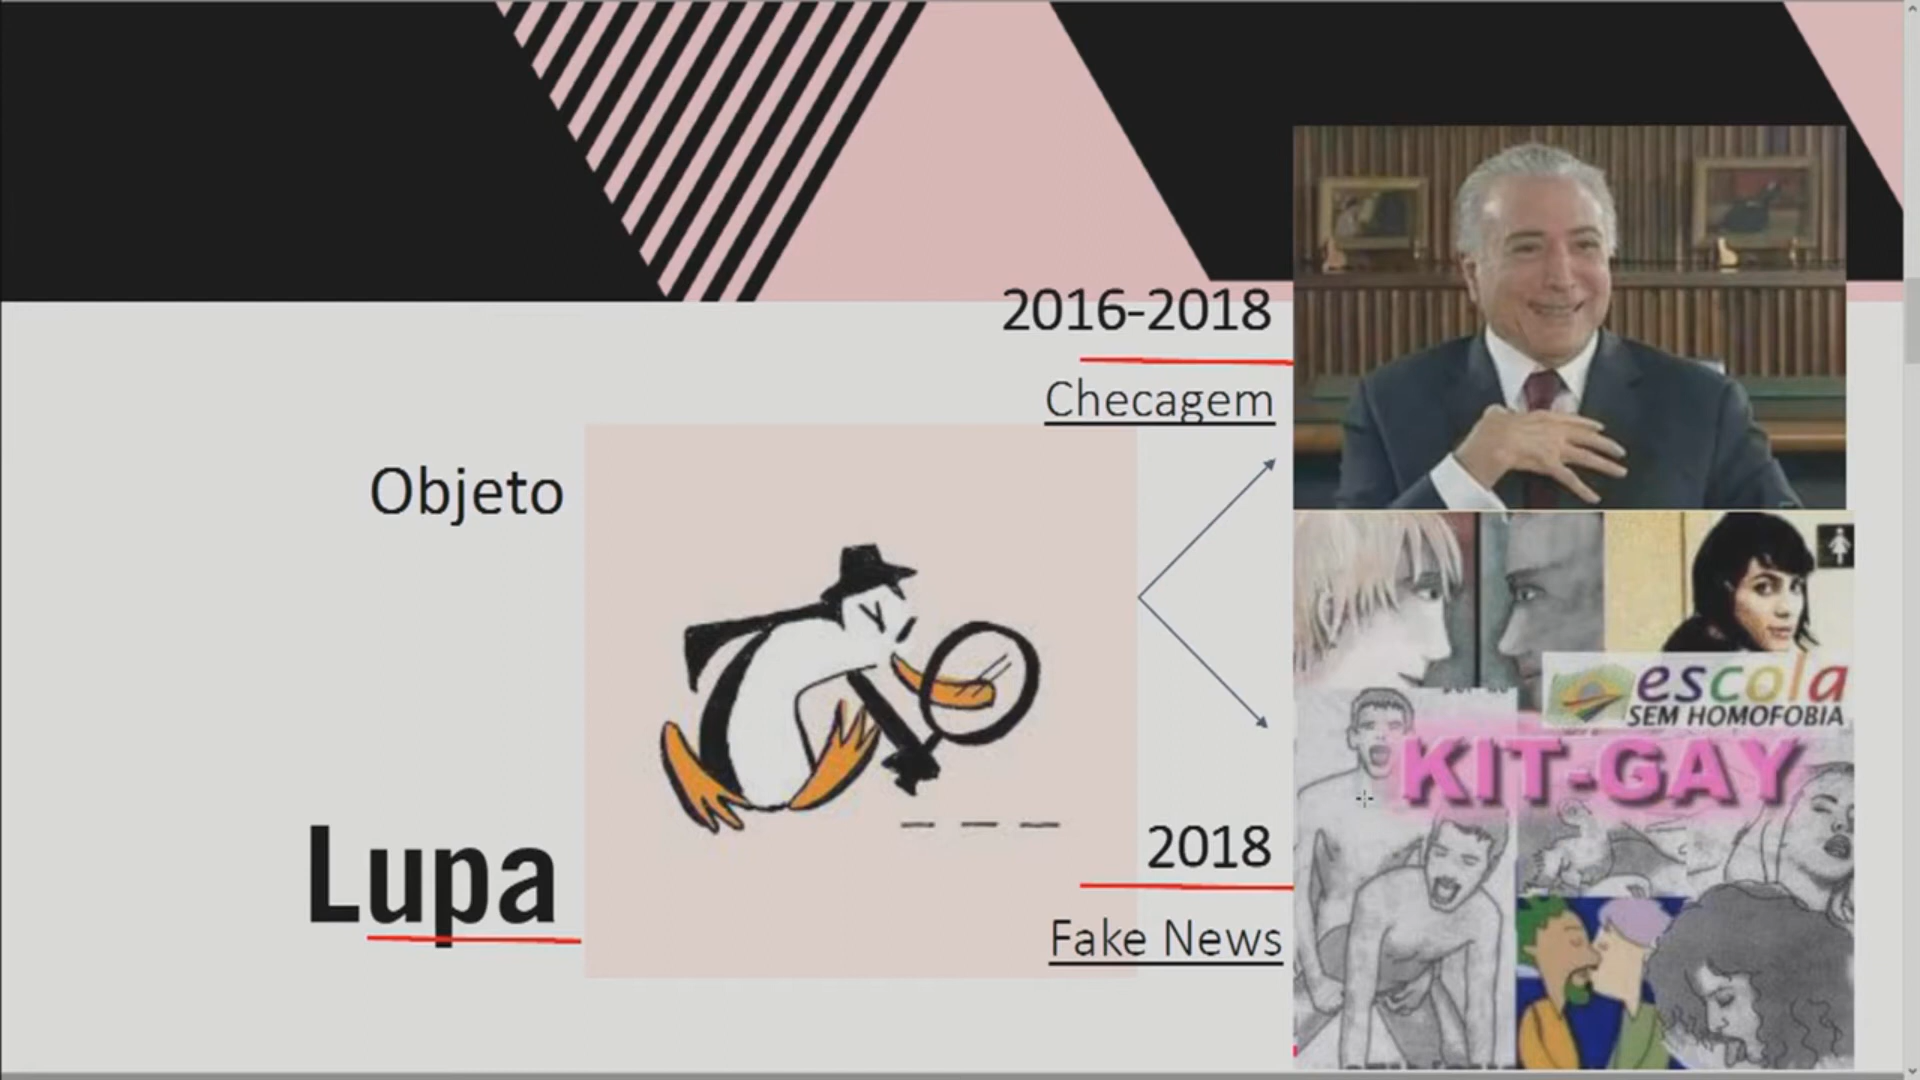 2016-2018
Checagem
Objeto
escola
SEM HOMOFOBIA
KIT-GAY
2018
Lupa
Fake News